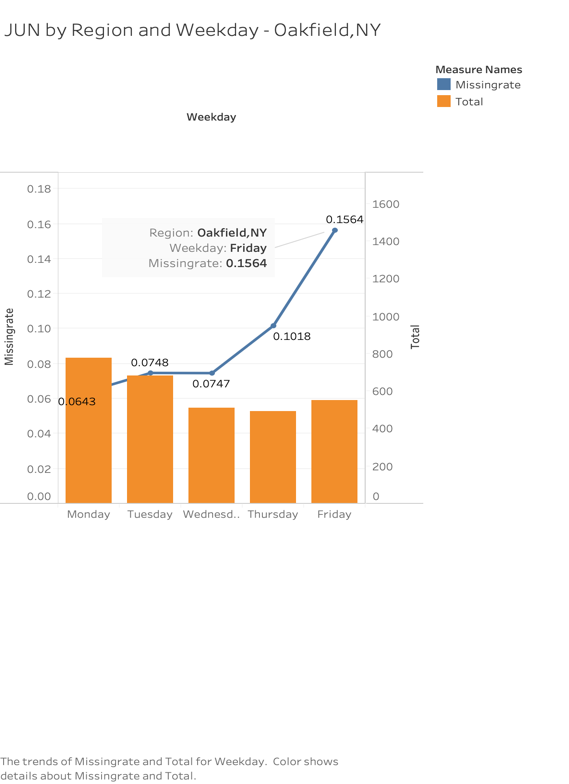 JUN by Region and Weekday - Oakfield,NY
Measure Names
Missingrate
Total
Weekday
0.18
0.16
0.14
0.12
0.10
0.08
0.06
0.04
0.02
0.00
Missingrate
Region: Oakfield,NY
Weekday: Friday
Missingrate: 0.1564
0.1564
0.1018
0.0748
0.0747
0.0643
1600
1400
1200
1000
800
600
400
200
0
Total
Monday Tuesday Wednesd.. Thursday Friday
The trends of Missingrate and Total for Weekday. Color shows
details about Missingrate and Total.